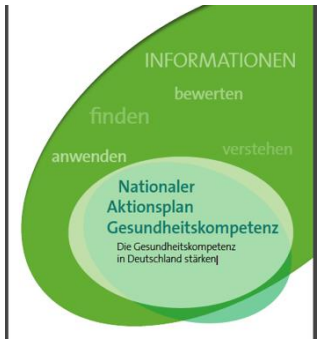 INFORMATIONEN
bewerten
finden
verstehen
anwenden
Nationaler
Aktionsplan
Gesundheitskompetenz
Die Gesundheitskompetenz
in Deutschland stärken